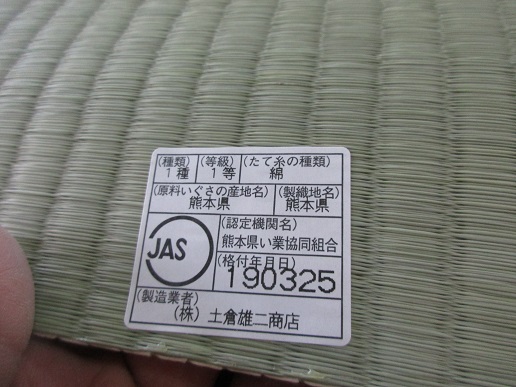 (種類) (等級) (たて糸の種類)
1種 1等 綿
(原料いぐさの産地名) (製織地名)
熊本県 熊本県
(認定機関名)
JAS 熊本県い業協同組合
(格付年月日)
190325
(製造業者)
(株) 土倉雄二商店